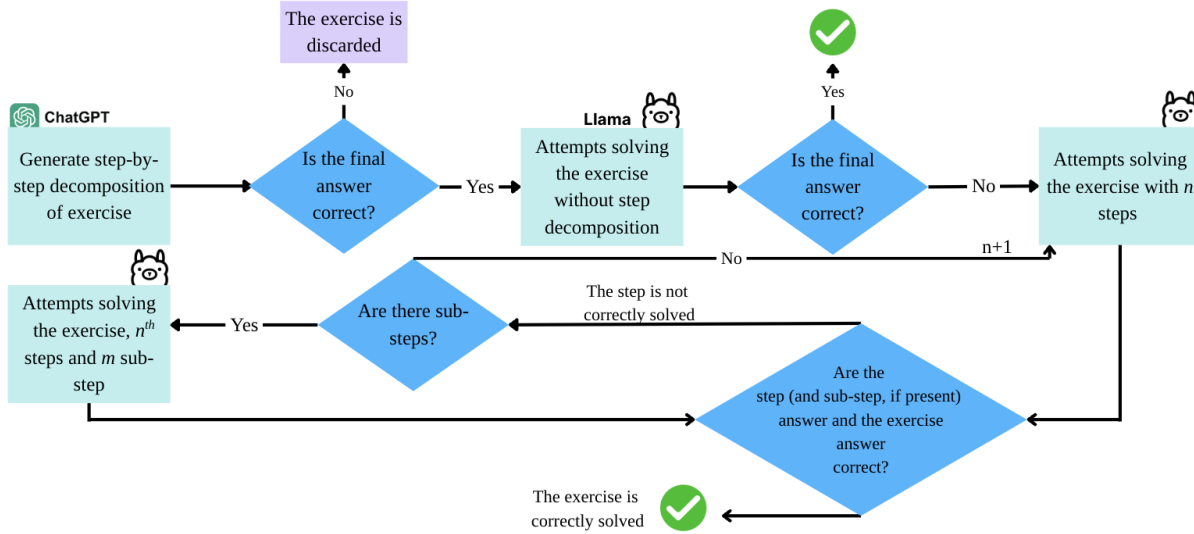 The exercise is
discarded
No
ChatGPT
Generate step-by-
step decomposition
of exercise
Is the final
answer
correct?
Yes
Llama
Attempts solving
the exercise
without step
decomposition
Yes
Is the final
answer
correct?
No
Attempts solving
the exercise with n
steps
n+1
No
Attempts solving
the exercise, nth
steps and m sub-
step
Yes
Are there sub-
steps?
The step is not
correctly solved
Are the
step (and sub-step, if present)
answer and the exercise
answer
correct?
The exercise is
correctly solved